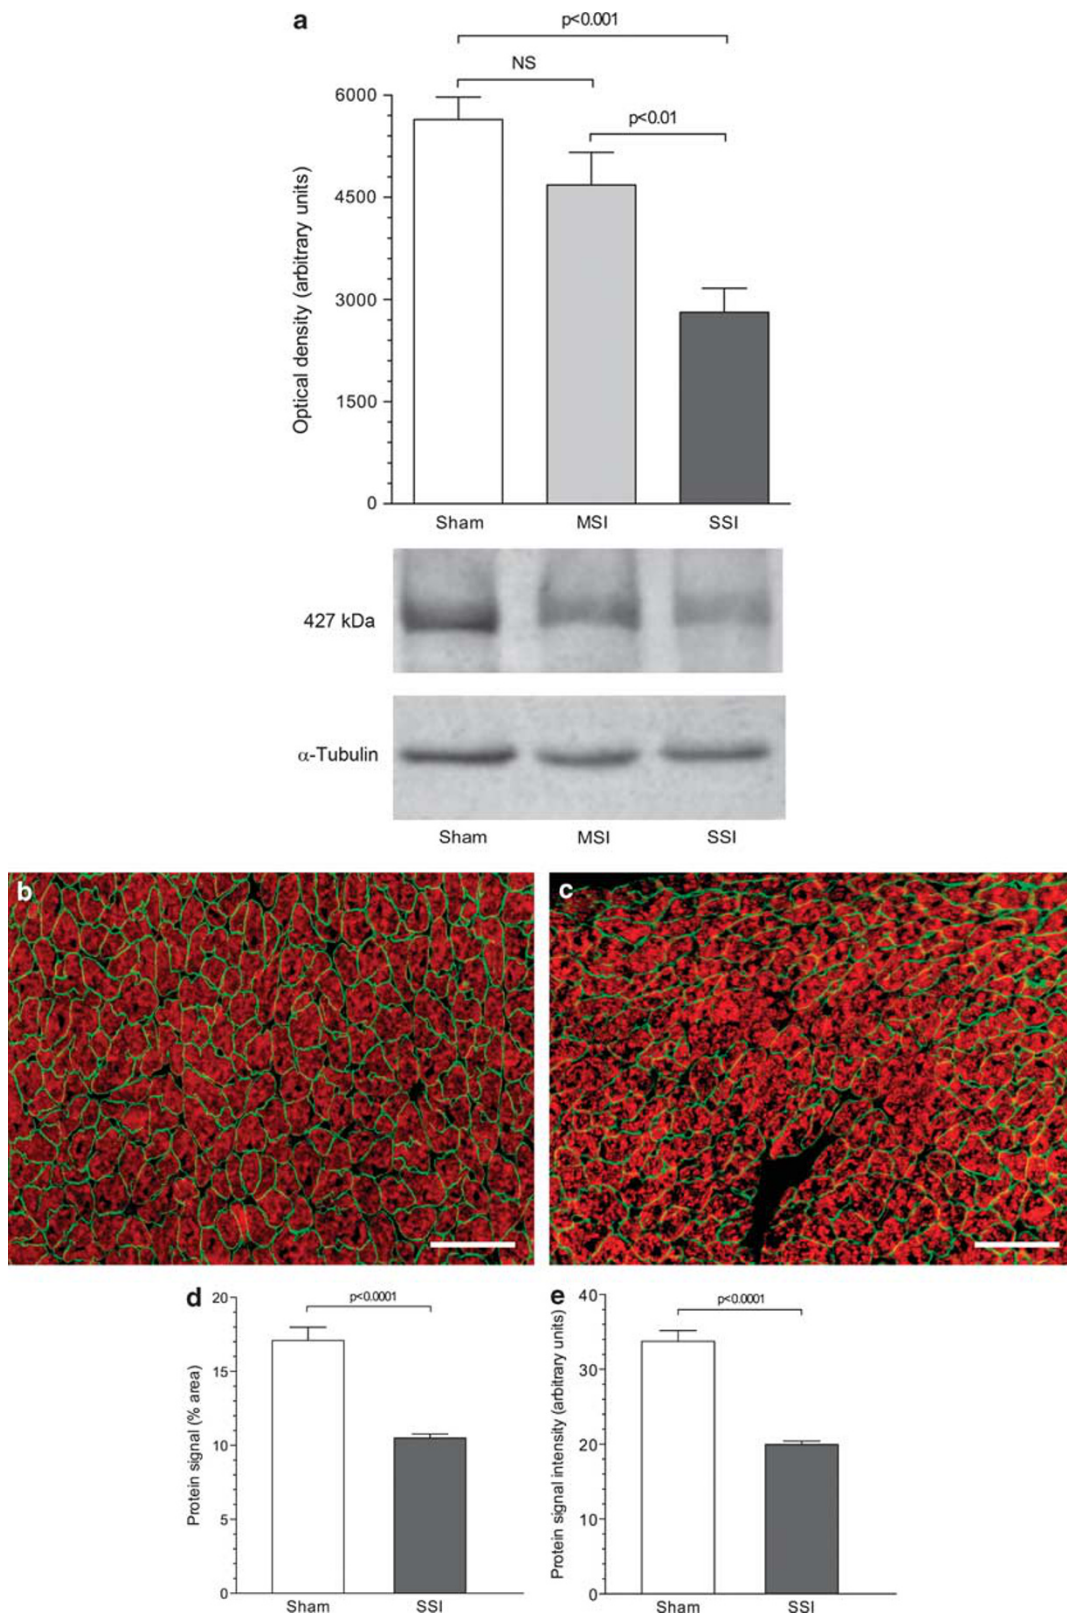 a
p<0.001
NS
p<0.01
Optical density (arbitrary units)
6000
4500
3000
1500
0
Sham MSI SSI
427 kDa
α-Tubulin
Sham MSI SSI
b
c
d
p<0.0001
Protein signal (% area)
20
15
10
5
0
Sham SSI
e
p<0.0001
Protein signal intensity (arbitrary units)
40
30
20
10
0
Sham SSI